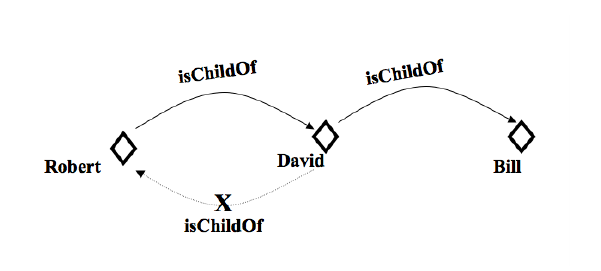 isChildOf
isChildOf
Robert
David
Bill
X
isChildOf